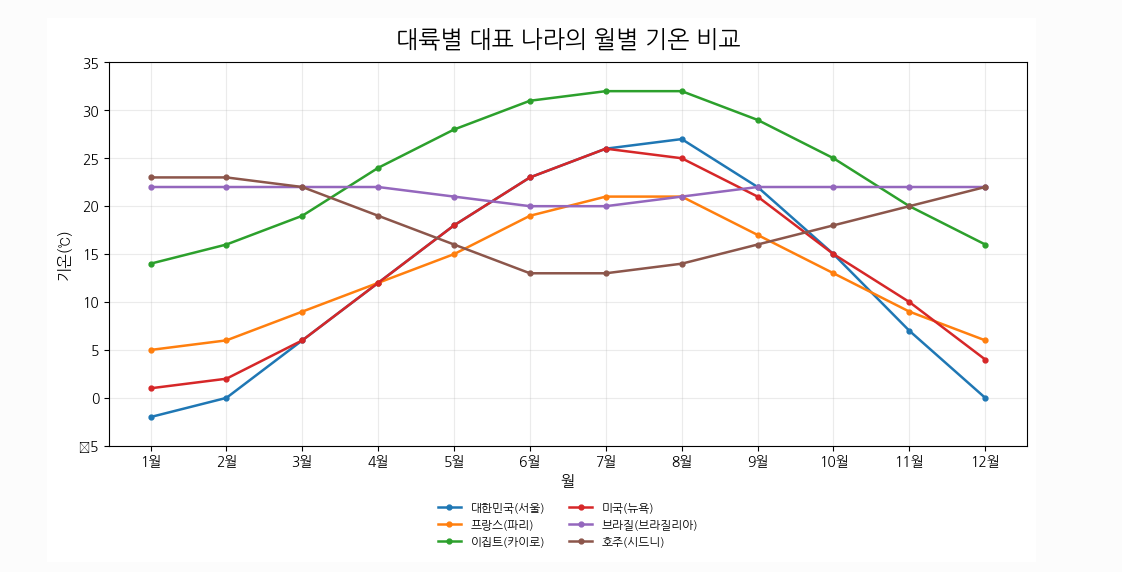 대륙별 대표 나라의 월별 기온 비교
35
30
25
20
15
10
5
0
5
기온(℃)
1월 2월 3월 4월 5월 6월 7월 8월 9월 10월 11월 12월
월
대한민국(서울) 미국(뉴욕)
프랑스(파리) 브라질(브라질리아)
이집트(카이로) 호주(시드니)